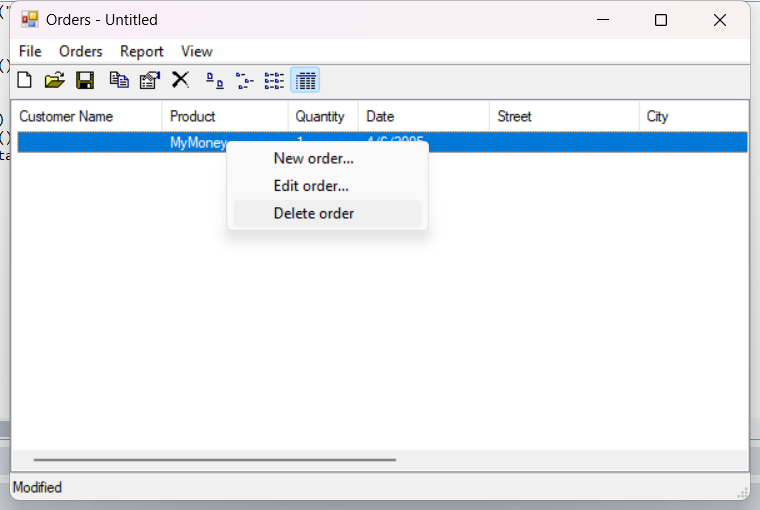 Orders - Untitled
File Orders Report View
Customer Name Product Quantity Date Street City
MyMoney 1 4/6/2005
New order...
Edit order...
Delete order
Modified